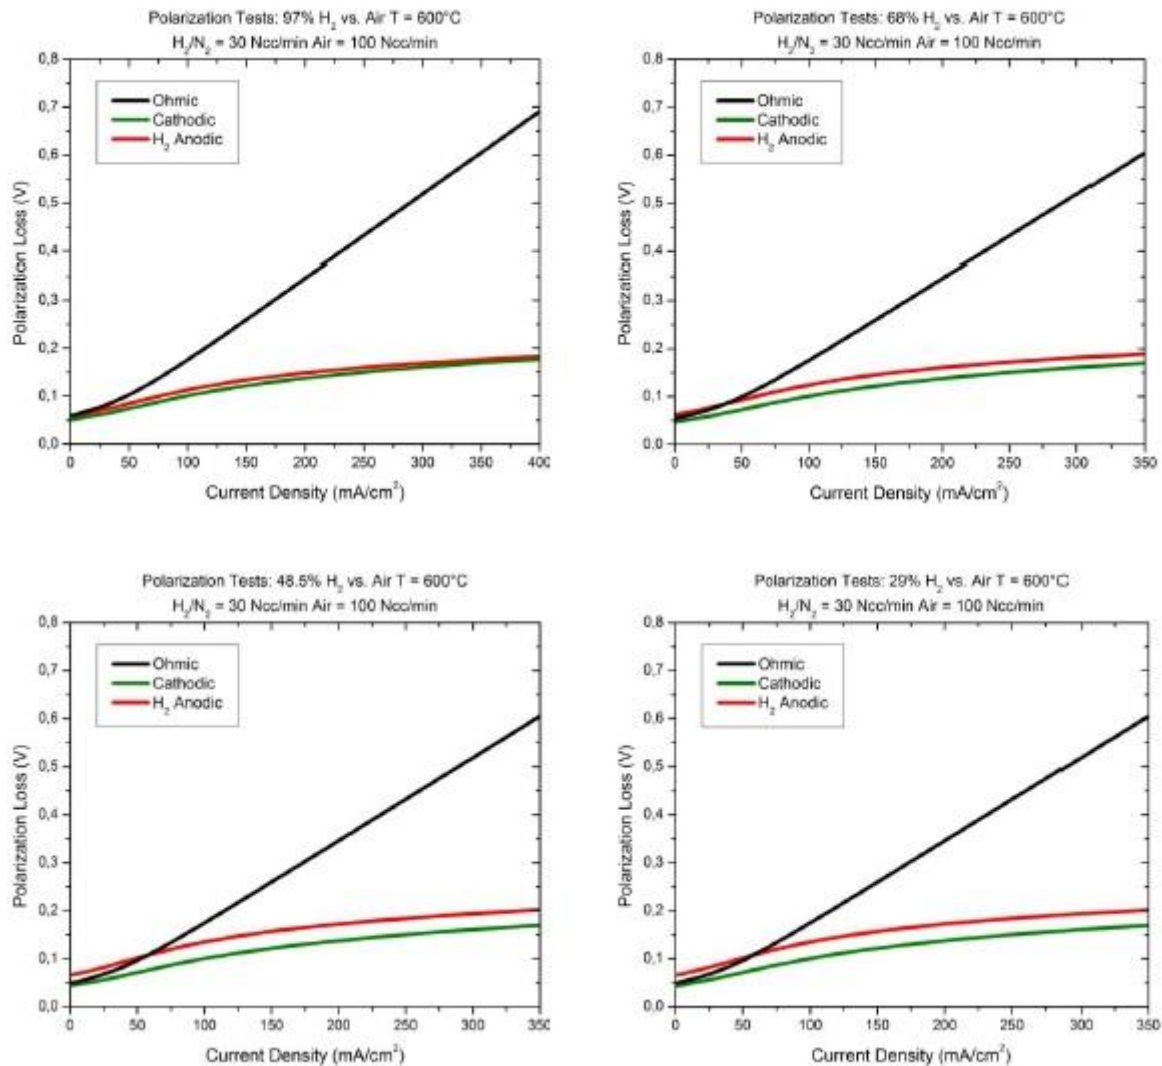 Polarization Tests: 97% H₂ vs. Air T = 600°C
H₂/N₂ = 30 Ncc/min Air = 100 Ncc/min
0,8
0,7
0,6
0,5
0,4
0,3
0,2
0,1
0,0
Polarization Loss (V)
Ohmic
Cathodic
H₂ Anodic
0 50 100 150 200 250 300 350 400
Current Density (mA/cm²)
Polarization Tests: 68% H₂ vs. Air T = 600°C
H₂/N₂ = 30 Ncc/min Air = 100 Ncc/min
0,8
0,7
0,6
0,5
0,4
0,3
0,2
0,1
0,0
Polarization Loss (V)
Ohmic
Cathodic
H₂ Anodic
0 50 100 150 200 250 300 350
Current Density (mA/cm²)
Polarization Tests: 48.5% H₂ vs. Air T = 600°C
H₂/N₂ = 30 Ncc/min Air = 100 Ncc/min
0,8
0,7
0,6
0,5
0,4
0,3
0,2
0,1
0,0
Polarization Loss (V)
Ohmic
Cathodic
H₂ Anodic
0 50 100 150 200 250 300 350
Current Density (mA/cm²)
Polarization Tests: 29% H₂ vs. Air T = 600°C
H₂/N₂ = 30 Ncc/min Air = 100 Ncc/min
0,8
0,7
0,6
0,5
0,4
0,3
0,2
0,1
0,0
Polarization Loss (V)
Ohmic
Cathodic
H₂ Anodic
0 50 100 150 200 250 300 350
Current Density (mA/cm²)